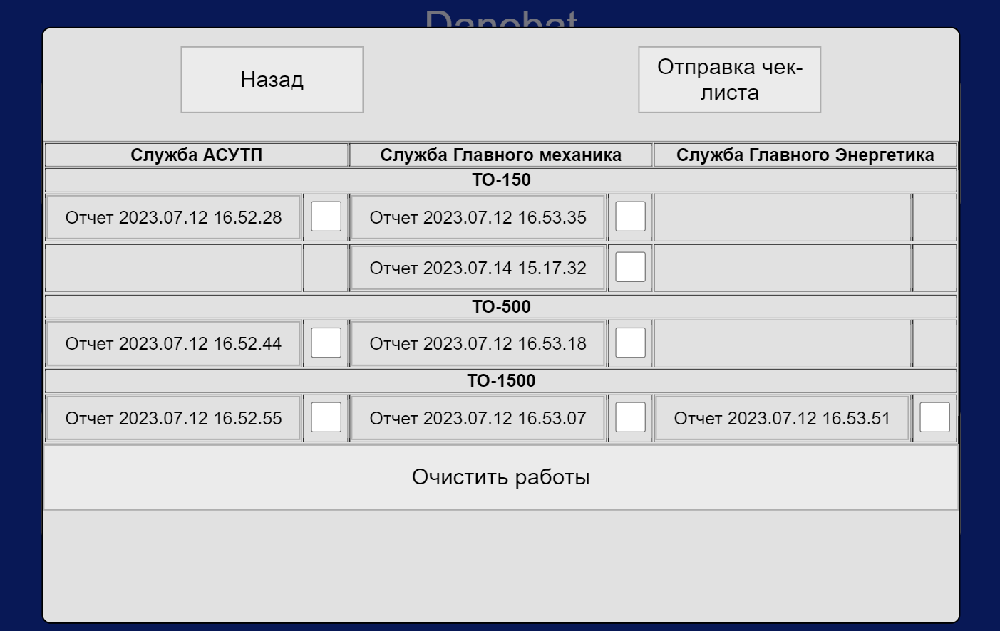 Danobat
Назад
Отправка чек-
листа
Служба АСУТП Служба Главного механика Служба Главного Энергетика
ТО-150
Отчет 2023.07.12 16.52.28 Отчет 2023.07.12 16.53.35
Отчет 2023.07.14 15.17.32
ТО-500
Отчет 2023.07.12 16.52.44 Отчет 2023.07.12 16.53.18
ТО-1500
Отчет 2023.07.12 16.52.55 Отчет 2023.07.12 16.53.07 Отчет 2023.07.12 16.53.51
Очистить работы